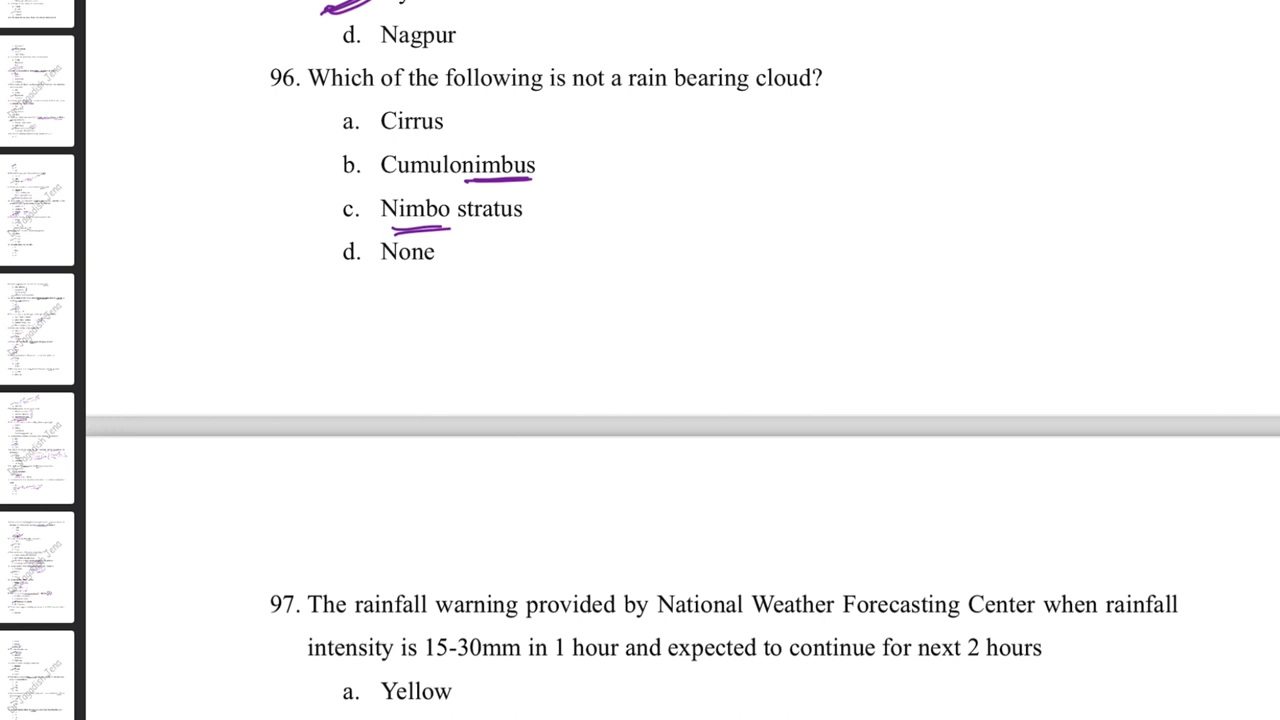 d. Nagpur
96. Which of the following is not a rain bearing cloud?
a. Cirrus
b. Cumulonimbus
c. Nimbo stratus
d. None
97. The rainfall warning provided by National Weather Forecasting Center when rainfall
intensity is 15-30mm in 1 hour and expected to continue for next 2 hours
a. Yellow